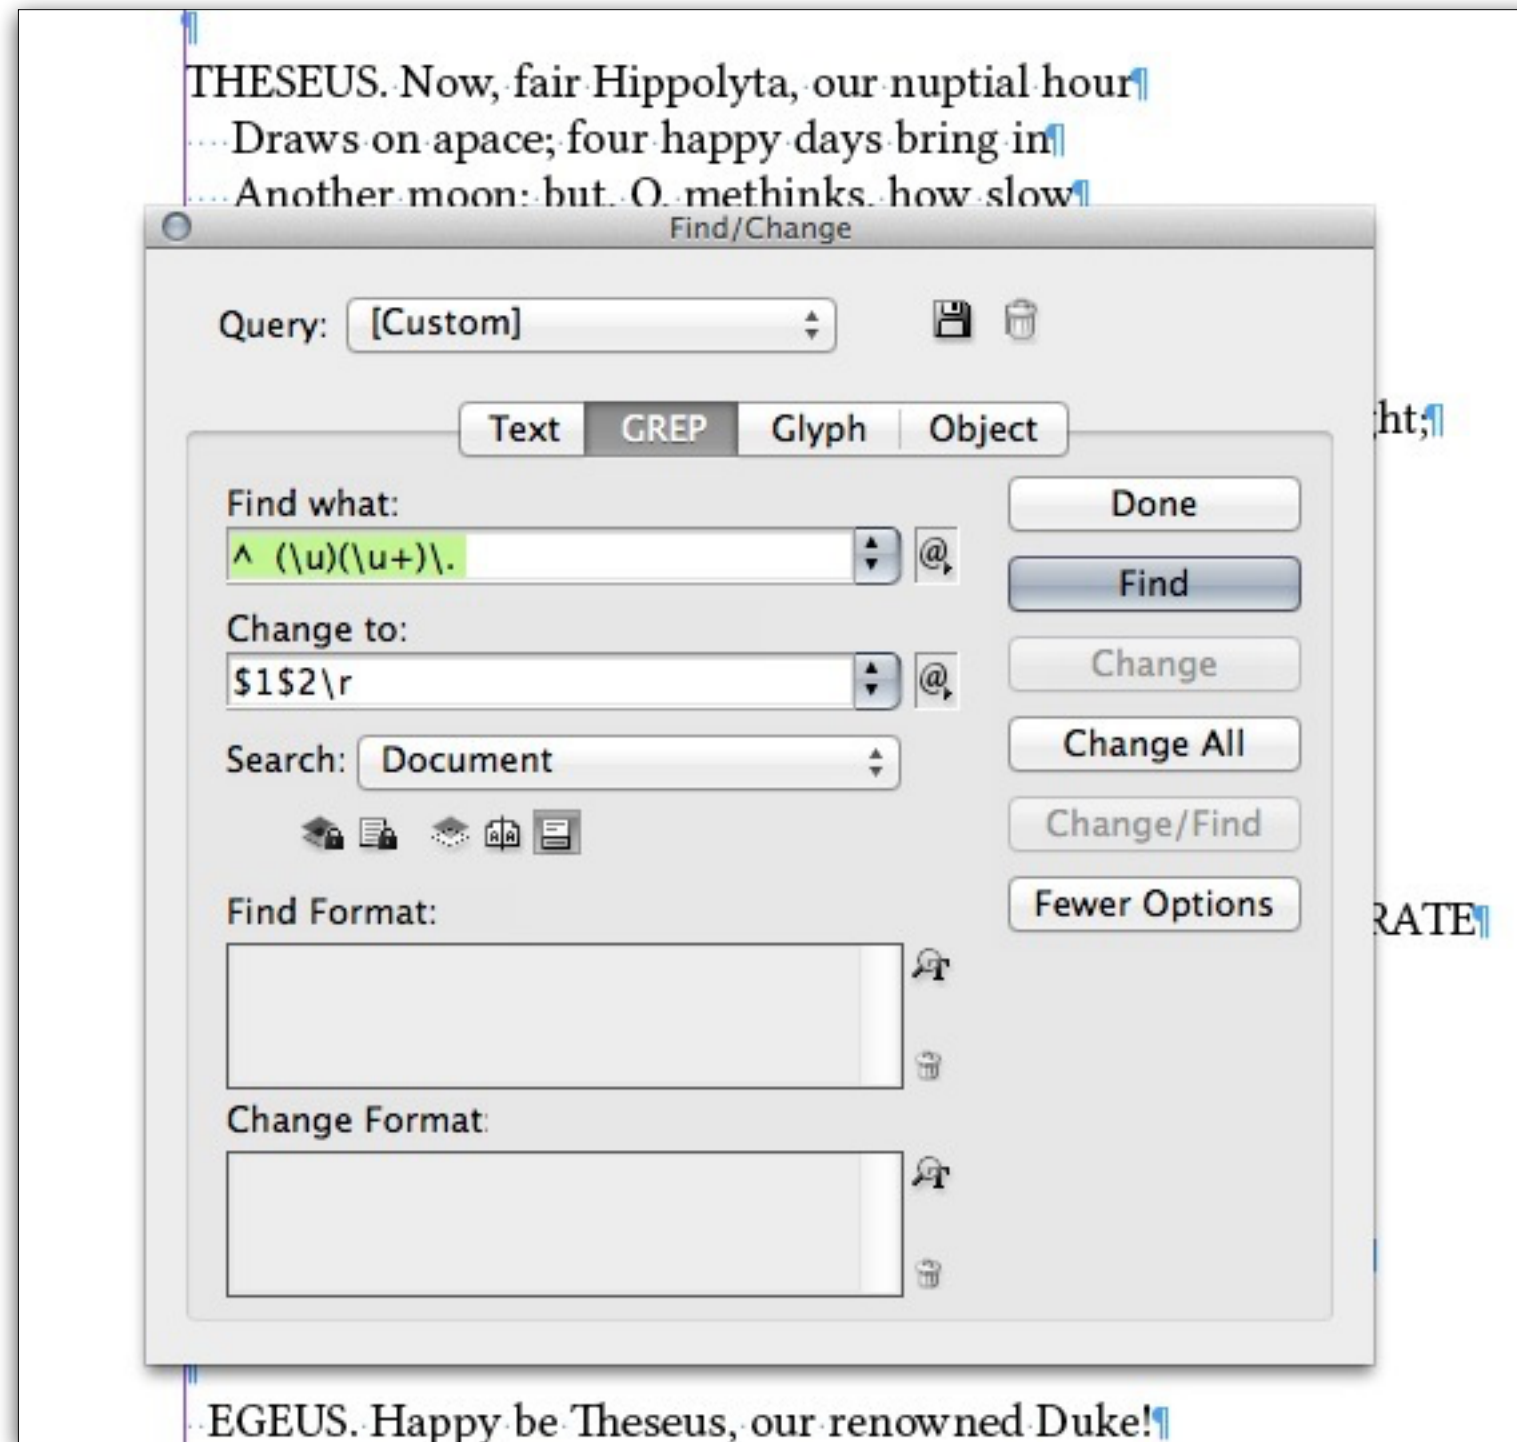 THESEUS. Now, fair Hippolyta, our nuptial hour¶
Draws on apace; four happy days bring in¶
Another moon; but, O, methinks, how slow¶
Find/Change
Query: [Custom]
Text GREP Glyph Object
ht;¶
Find what:
^  (\u)(\u+)\.
Change to:
$1$2\r
Search: Document
Done
Find
Change
Change All
Change/Find
Fewer Options
RATE¶
Find Format:
Change Format:
EGEUS. Happy be Theseus, our renowned Duke!¶